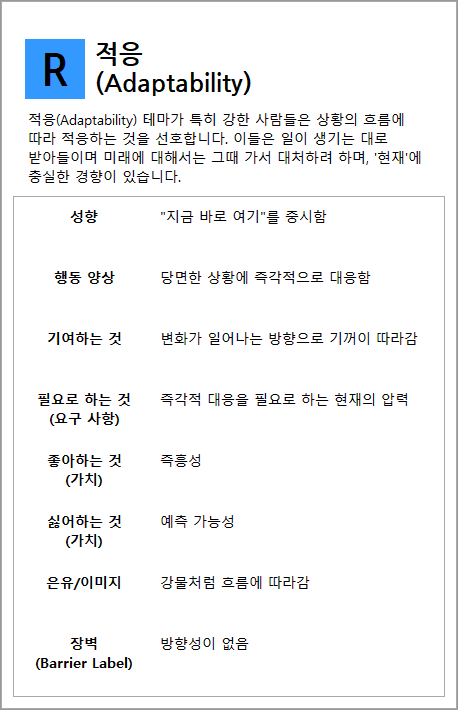 R
적응
(Adaptability)
적응(Adaptability) 테마가 특히 강한 사람들은 상황의 흐름에
따라 적응하는 것을 선호합니다. 이들은 일이 생기는 대로
받아들이며 미래에 대해서는 그때 가서 대처하려 하며, '현재'에
충실한 경향이 있습니다.
성향 "지금 바로 여기"를 중시함
행동 양상 당면한 상황에 즉각적으로 대응함
기여하는 것 변화가 일어나는 방향으로 기꺼이 따라감
필요로 하는 것 즉각적 대응을 필요로 하는 현재의 압력
(요구 사항)
좋아하는 것 즉흥성
(가치)
싫어하는 것 예측 가능성
(가치)
은유/이미지 강물처럼 흐름에 따라감
장벽 방향성이 없음
(Barrier Label)